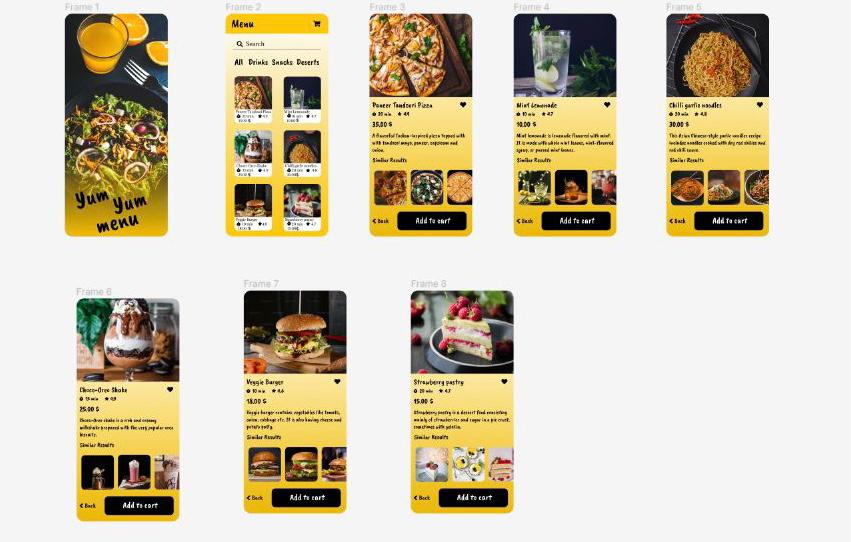 Frame 1
Yum Yum
menu
Frame 2
Menu
Search
All Drinks Snacks Deserts
Paneer Tandoori Pizza
Mint Lemonade
Choco-Oreo Shake
Chilli garlic noodles
Veggie Burger
Strawberry pastry
Frame 3
Paneer Tandoori Pizza
20 min
35.00 $
A flavorful Indian-inspired pizza topped with
with tandoori mayo, paneer, capsicum and
onion.
Similar Results
< Back
Add to cart
Frame 4
Mint Lemonade
10 min 4.7
10.00 $
Mint lemonade is lemonade flavored with mint.
It is made with whole mint leaves, mint-flavored
syrup, or pureed mint leaves.
Similar Results
< Back
Add to cart
Frame 5
Chilli garlic noodles
20 min 4.8
30.00 $
This Asian Chinese-style garlic noodles recipe
includes noodles cooked with dry red chilies and
red chilli sauce.
Similar Results
< Back
Add to cart
Frame 6
Choco-Oreo Shake
15 min 4.9
25.00 $
Choco-Oreo shake is a rich and creamy
milkshake prepared with the very popular oreo
biscuits.
Similar Results
< Back
Add to cart
Frame 7
Veggie Burger
10 min 4.6
18.00 $
Veggie burger contains vegetables like tomato,
onion, cabbage etc. It is also having cheese and
potato patty.
Similar Results
< Back
Add to cart
Frame 8
Strawberry pastry
20 min 4.7
15.00 $
Strawberry pastry is a dessert food consisting
mainly of strawberries and sugar in a pie crust,
sometimes with gelatin.
Similar Results
< Back
Add to cart